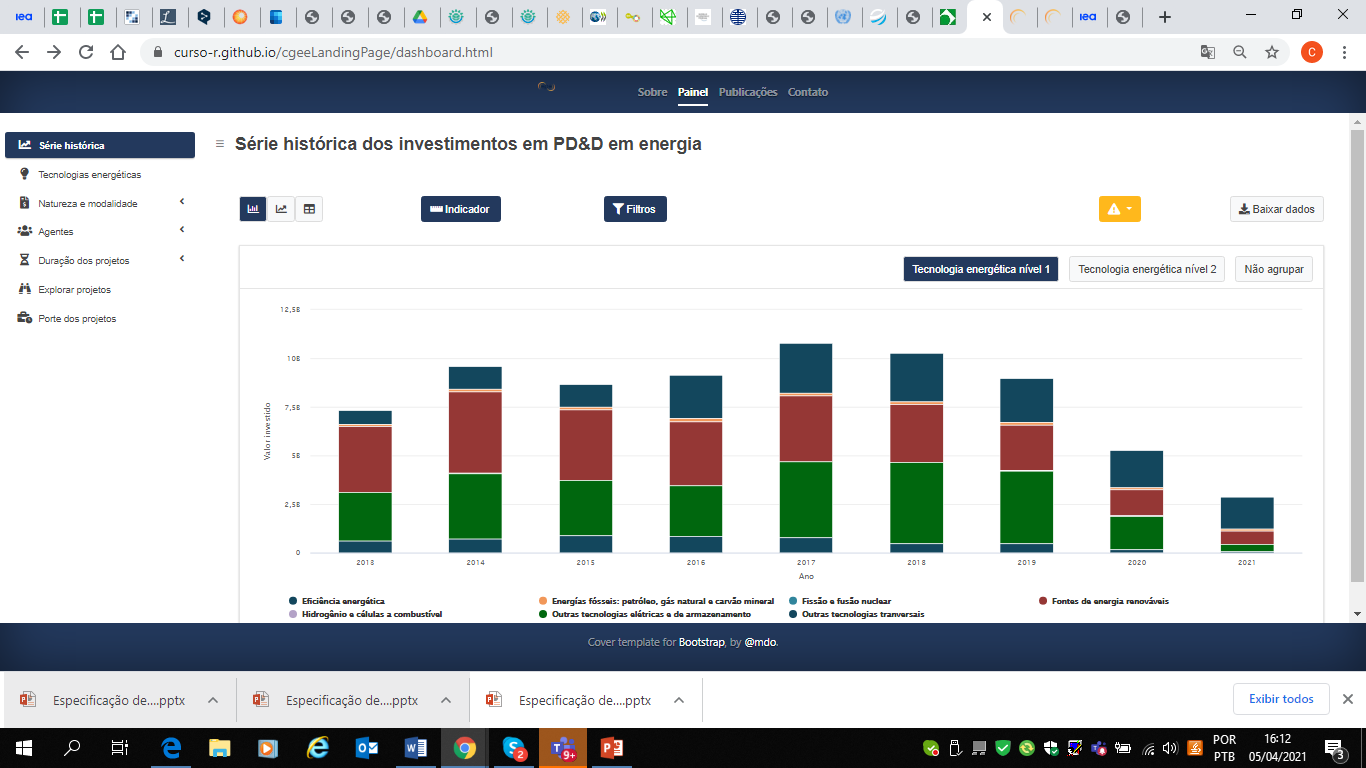 iea
iea
curso-r.github.io/cgeeLandingPage/dashboard.html
C
Sobre Painel Publicações Contato
Série histórica
Tecnologias energéticas
Natureza e modalidade
Agentes
Duração dos projetos
Explorar projetos
Porte dos projetos
Série histórica dos investimentos em PD&D em energia
Indicador
Filtros
Baixar dados
Tecnologia energética nível 1
Tecnologia energética nível 2
Não agrupar
12,5B
10B
7,5B
5B
2,5B
0
Valor investido
2013 2014 2015 2016 2017 2018 2019 2020 2021
Ano
Eficiência energética
Energias fósseis: petróleo, gás natural e carvão mineral
Fissão e fusão nuclear
Fontes de energia renováveis
Hidrogênio e células a combustível
Outras tecnologias elétricas e de armazenamento
Outras tecnologias tranversais
Cover template for Bootstrap, by @mdo.
Especificação de....pptx
Especificação de....pptx
Especificação de....pptx
Exibir todos
2
9+
POR
PTB
16:12
05/04/2021
3